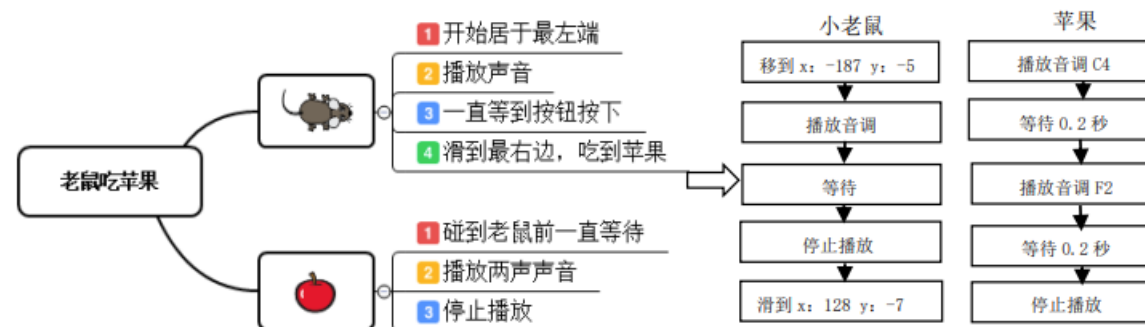 老鼠吃苹果
1 开始居于最左端
2 播放声音
3 一直等到按钮按下
4 滑到最右边，吃到苹果
1 碰到老鼠前一直等待
2 播放两声声音
3 停止播放
小老鼠
移到 x：-187 y：-5
播放音调
等待
停止播放
滑到 x：128 y：-7
苹果
播放音调 C4
等待 0.2 秒
播放音调 F2
等待 0.2 秒
停止播放